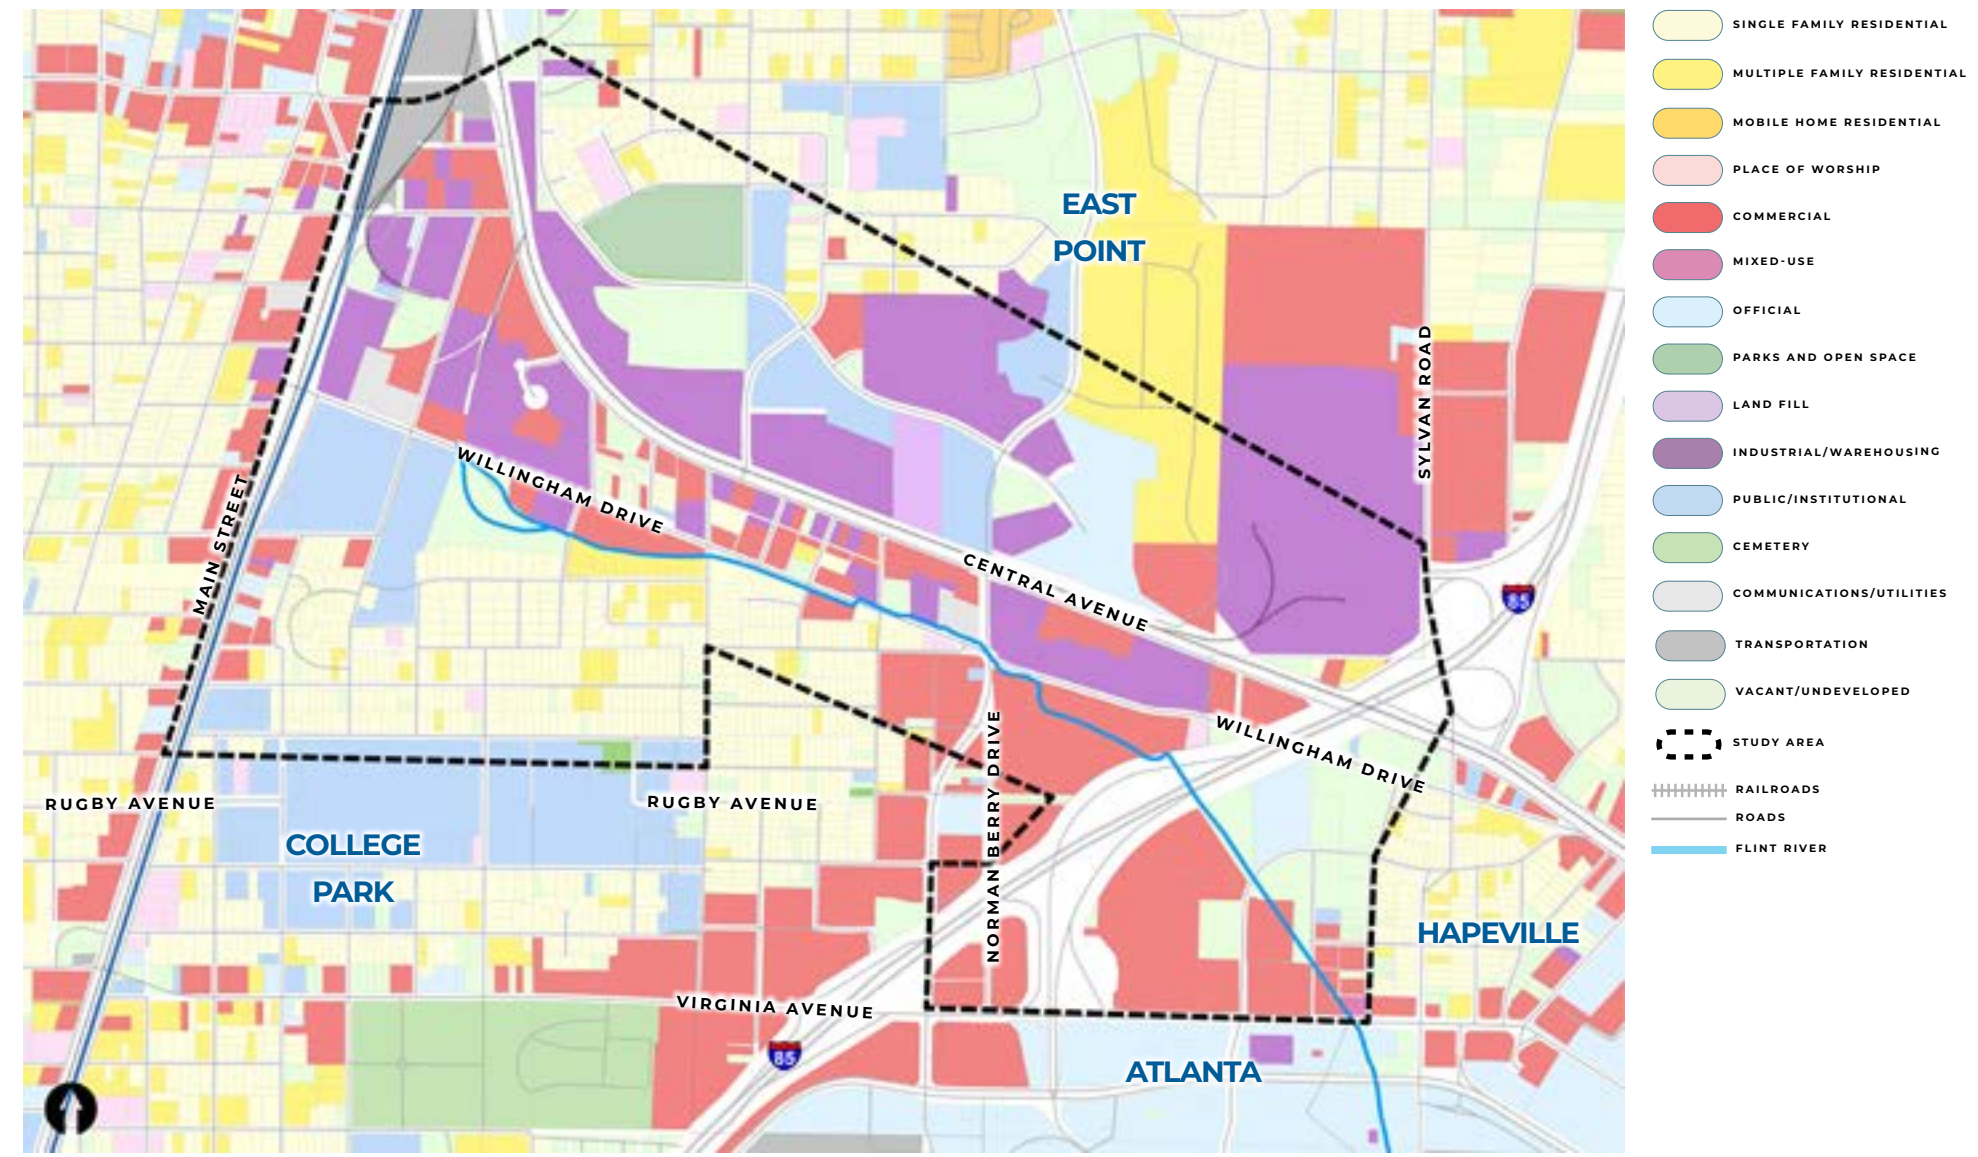 EAST
POINT
SYLVAN ROAD
WILLINGHAM DRIVE
MAIN STREET
CENTRAL AVENUE
85
NORMAN BERRY DRIVE
WILLINGHAM DRIVE
RUGBY AVENUE
RUGBY AVENUE
COLLEGE
PARK
HAPEVILLE
VIRGINIA AVENUE
85
ATLANTA
SINGLE FAMILY RESIDENTIAL
MULTIPLE FAMILY RESIDENTIAL
MOBILE HOME RESIDENTIAL
PLACE OF WORSHIP
COMMERCIAL
MIXED-USE
OFFICIAL
PARKS AND OPEN SPACE
LAND FILL
INDUSTRIAL/WAREHOUSING
PUBLIC/INSTITUTIONAL
CEMETERY
COMMUNICATIONS/UTILITIES
TRANSPORTATION
VACANT/UNDEVELOPED
STUDY AREA
RAILROADS
ROADS
FLINT RIVER